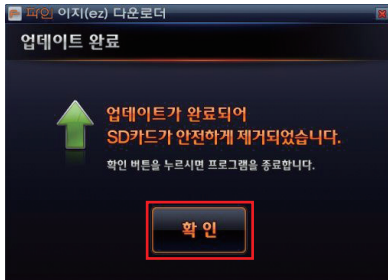 파인 이지(ez) 다운로더
업데이트 완료
업데이트가 완료되어
SD카드가 안전하게 제거되었습니다.
확인 버튼을 누르시면 프로그램을 종료합니다.
확 인